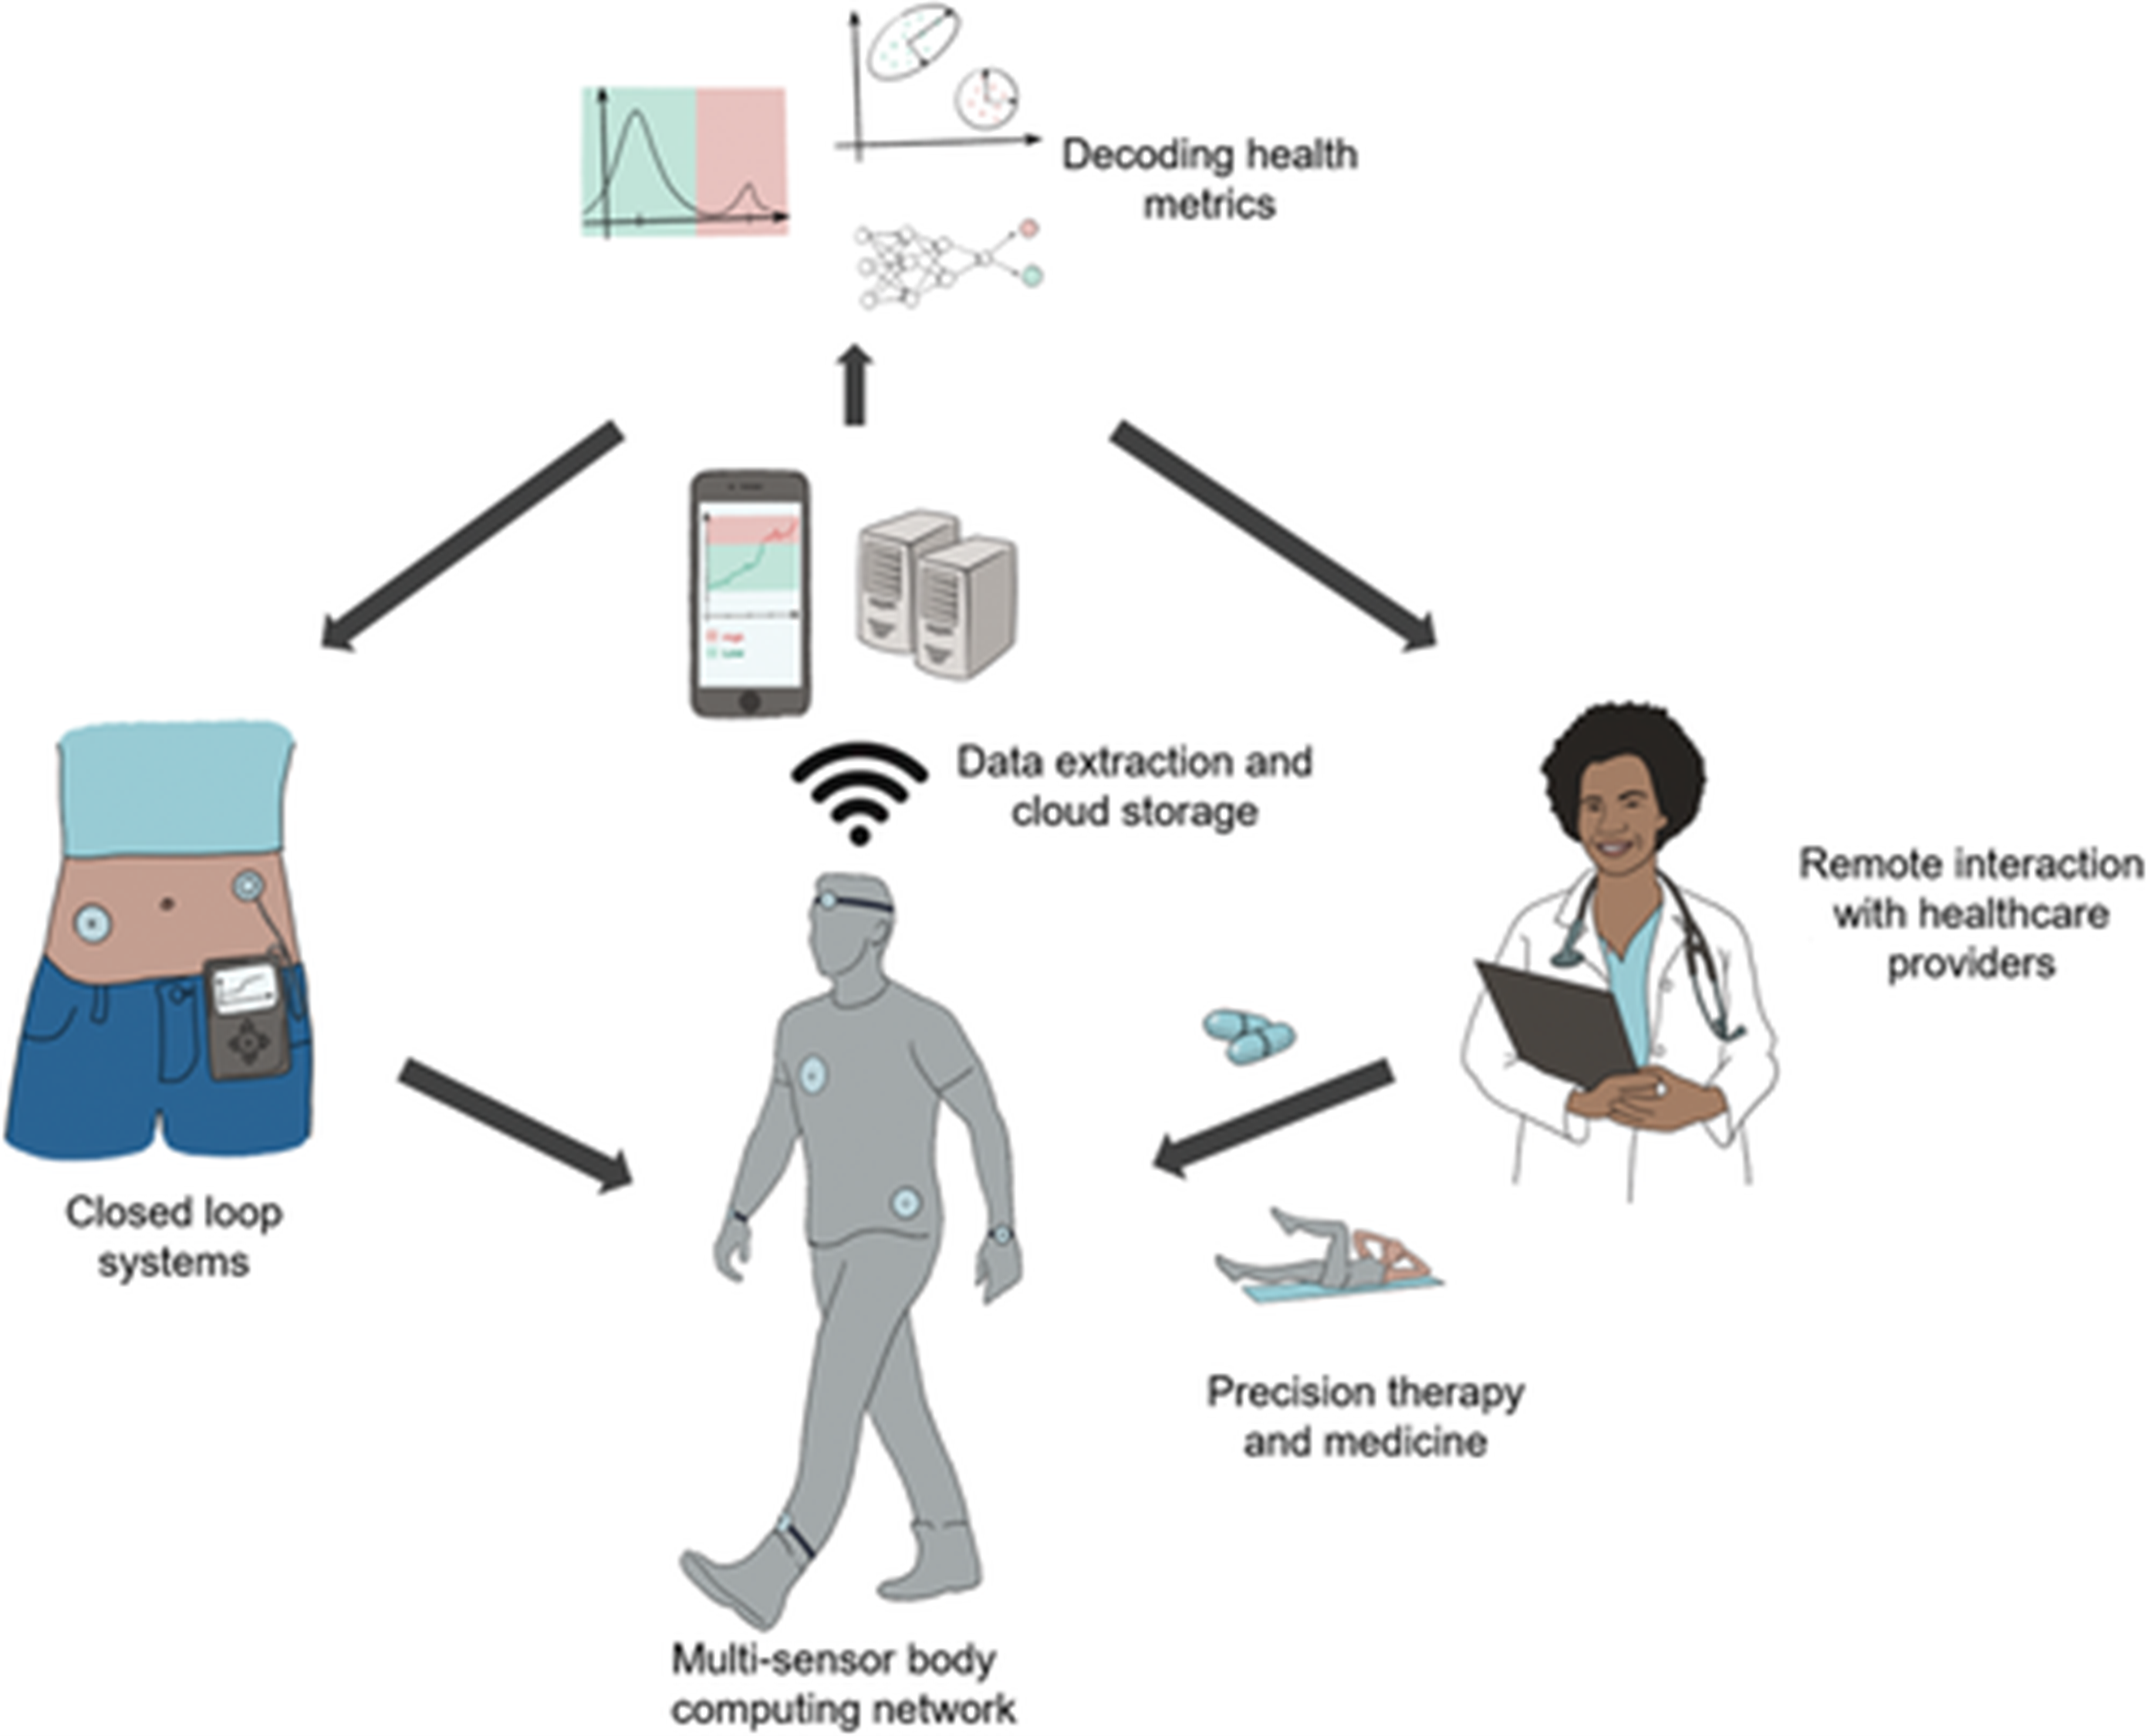 Decoding health
metrics
Data extraction and
cloud storage
Remote interaction
with healthcare
providers
Closed loop
systems
Precision therapy
and medicine
Multi-sensor body
computing network